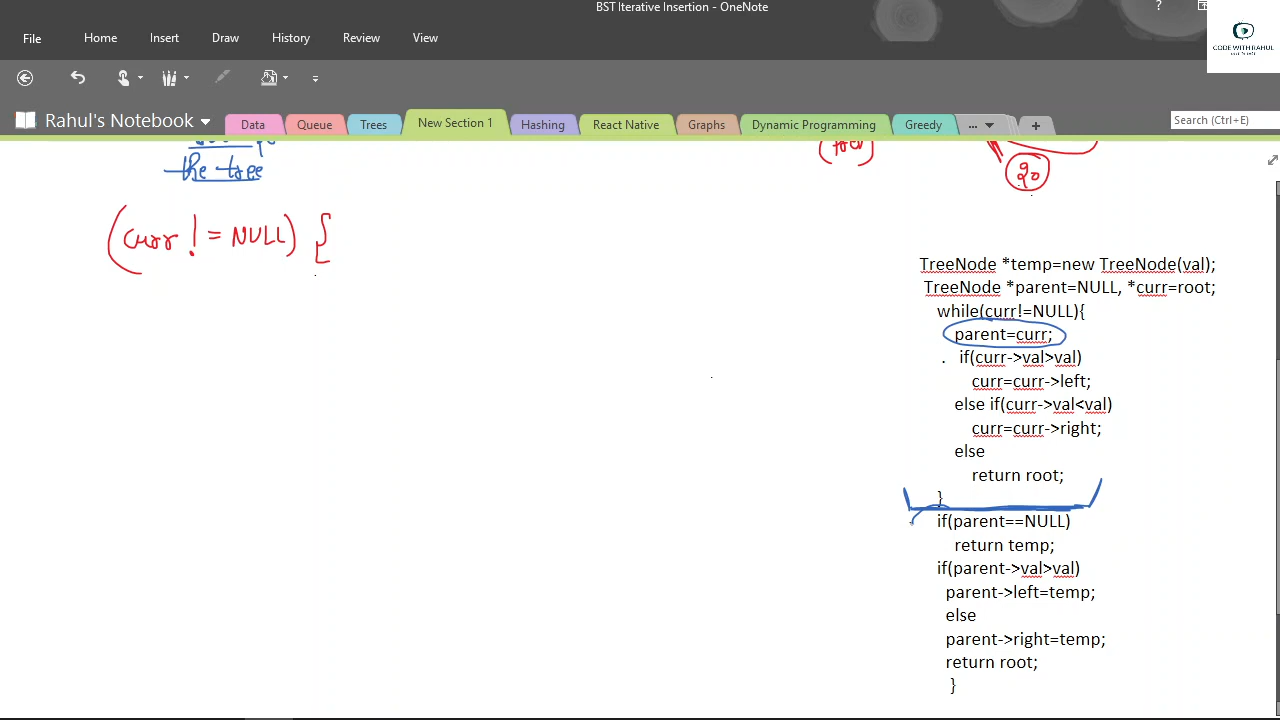 BST Iterative Insertion - OneNote
?
File Home Insert Draw History Review View
CODE WITH RAHUL
Rahul's Notebook
Data Queue Trees New Section 1 Hashing React Native Graphs Dynamic Programming Greedy ... +
Search (Ctrl+E)
the tree
20
(curr != NULL) {
TreeNode *temp=new TreeNode(val);
TreeNode *parent=NULL, *curr=root;
while(curr!=NULL){
parent=curr;
if(curr->val>val)
curr=curr->left;
else if(curr->val<val)
curr=curr->right;
else
return root;
}
if(parent==NULL)
return temp;
if(parent->val>val)
parent->left=temp;
else
parent->right=temp;
return root;
}